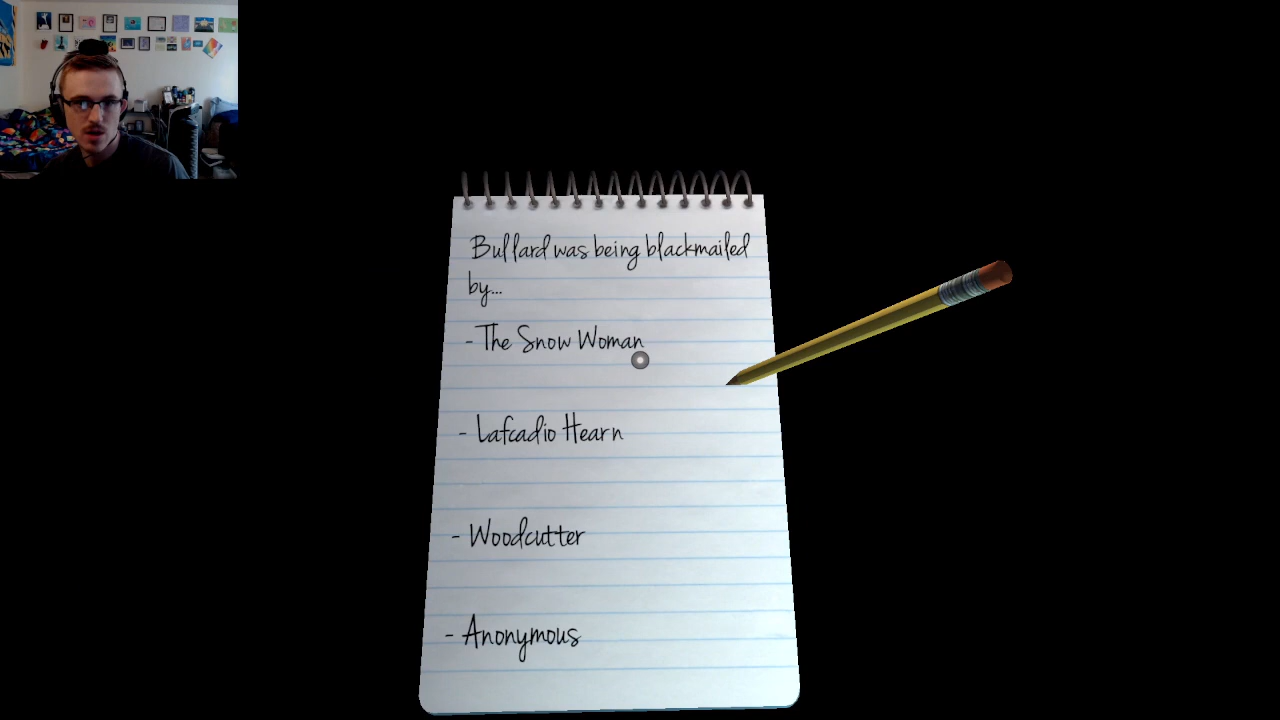 Bullard was being blackmailed
by...
- The Snow Woman
- Lafcadio Hearn
- Woodcutter
- Anonymous